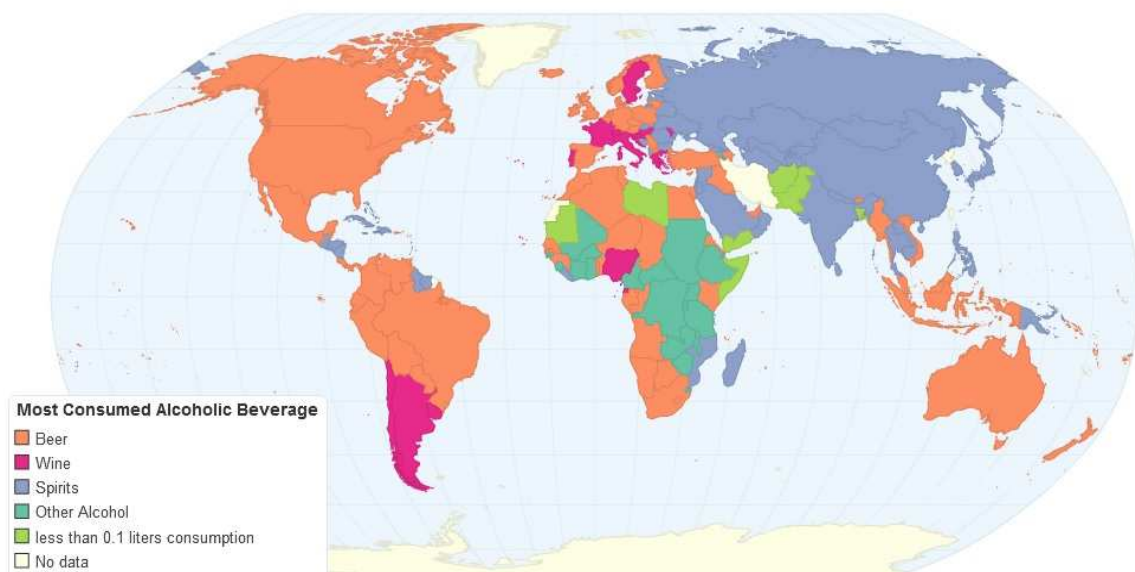 Most Consumed Alcoholic Beverage
Beer
Wine
Spirits
Other Alcohol
less than 0.1 liters consumption
No data